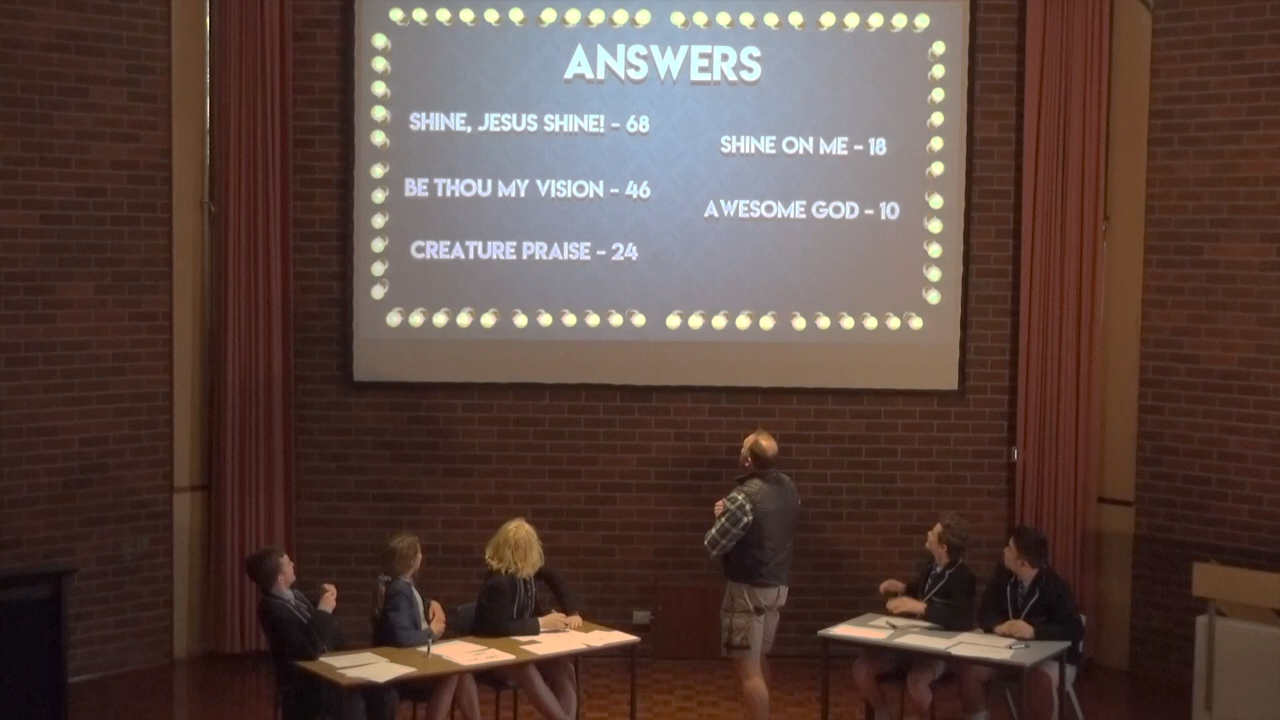 ANSWERS
SHINE, JESUS SHINE! - 68
BE THOU MY VISION - 46
CREATURE PRAISE - 24
SHINE ON ME - 18
AWESOME GOD - 10